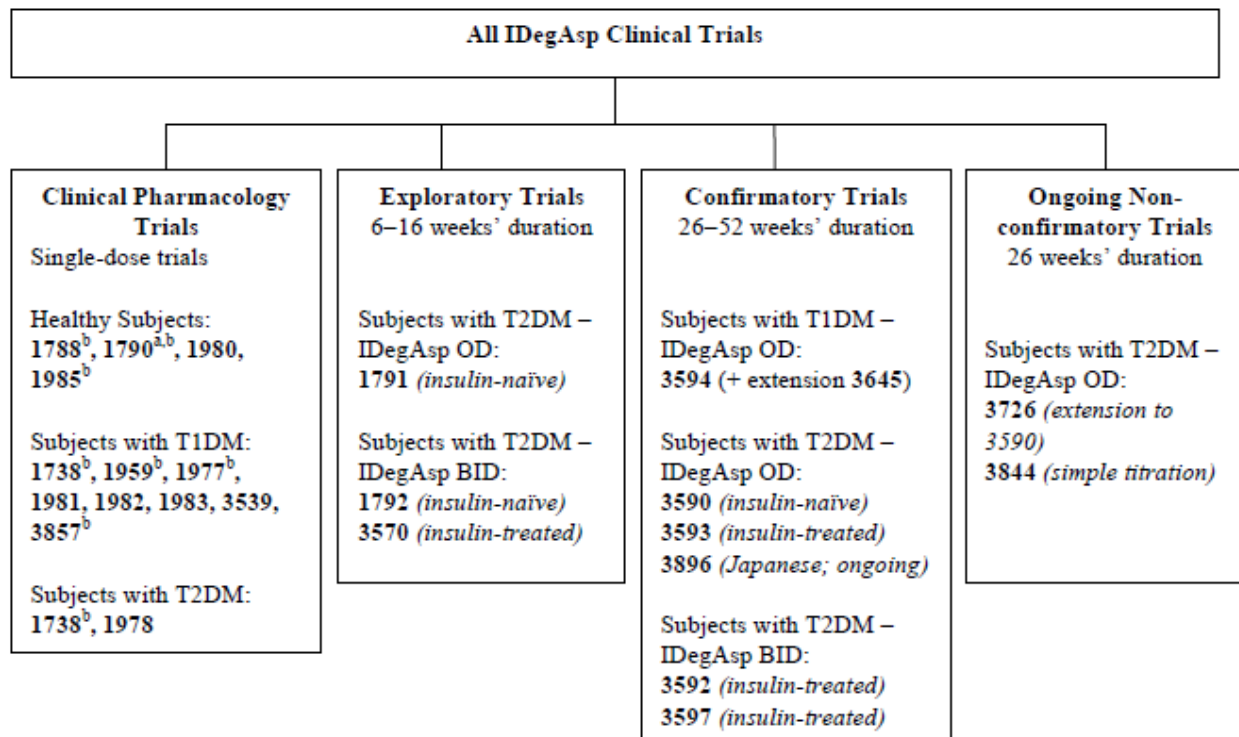 All IDegAsp Clinical Trials
Clinical Pharmacology
Trials
Single-dose trials
Healthy Subjects:
1788b, 1790a,b, 1980,
1985b
Subjects with T1DM:
1738b, 1959b, 1977b,
1981, 1982, 1983, 3539,
3857b
Subjects with T2DM:
1738b, 1978
Exploratory Trials
6–16 weeks’ duration
Subjects with T2DM –
IDegAsp OD:
1791 (insulin-naïve)
Subjects with T2DM –
IDegAsp BID:
1792 (insulin-naïve)
3570 (insulin-treated)
Confirmatory Trials
26–52 weeks’ duration
Subjects with T1DM –
IDegAsp OD:
3594 (+ extension 3645)
Subjects with T2DM –
IDegAsp OD:
3590 (insulin-naïve)
3593 (insulin-treated)
3896 (Japanese; ongoing)
Subjects with T2DM –
IDegAsp BID:
3592 (insulin-treated)
3597 (insulin-treated)
Ongoing Non-
confirmatory Trials
26 weeks’ duration
Subjects with T2DM –
IDegAsp OD:
3726 (extension to
3590)
3844 (simple titration)